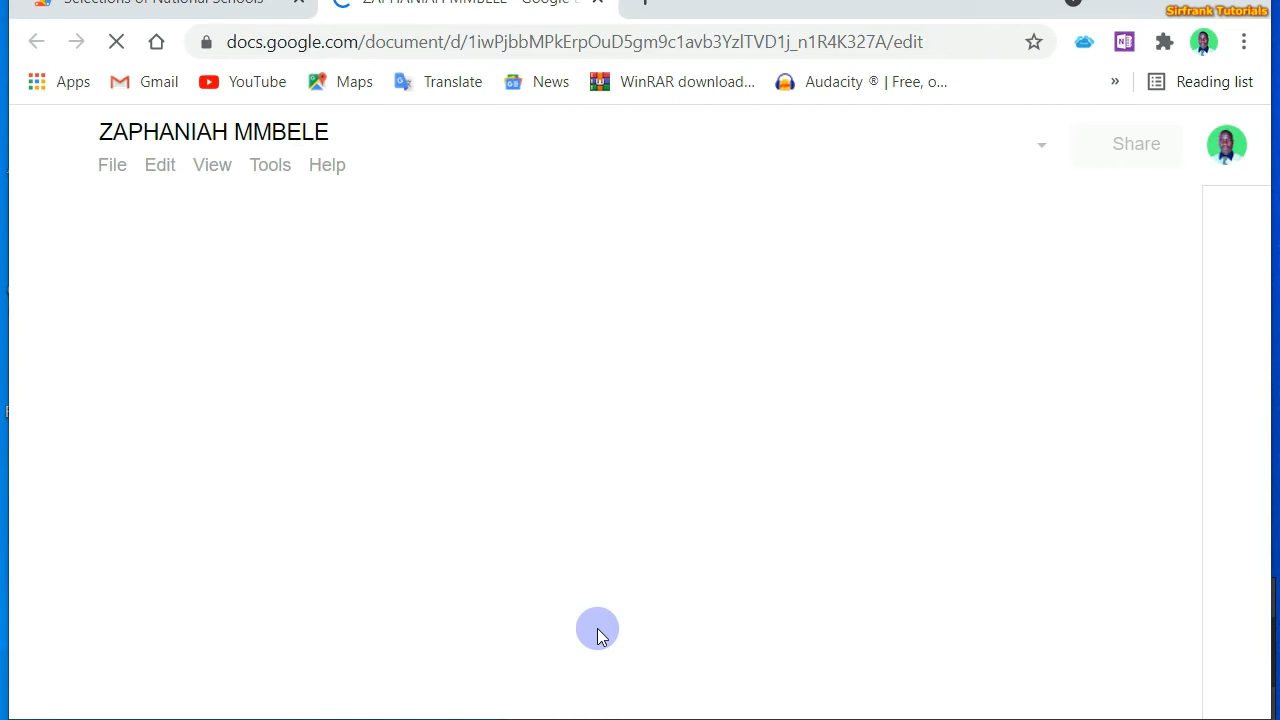 Selections of National Schools
ZAPHANIAH MMBELE - Google
Sirfrank Tutorials
docs.google.com/document/d/1iwPJbbMPkErpOuD5gm9c1avb3YzlTVD1j_n1R4K327A/edit
Apps Gmail YouTube Maps Translate News WinRAR download... Audacity ® | Free, o... » Reading list
ZAPHANIAH MMBELE
Share
File Edit View Tools Help